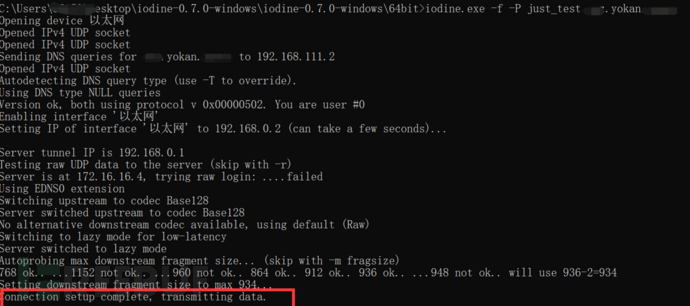 C:\Users\ esktop\iodine-0.7.0-windows\iodine-0.7.0-windows\64bit>iodine.exe -f -P just_test .yokan
Opening device 以太网
Opened IPv4 UDP socket
Opened IPv4 UDP socket
Sending DNS queries for .yokan. to 192.168.111.2
Opened IPv4 UDP socket
Autodetecting DNS query type (use -T to override).
Using DNS type NULL queries
Version ok, both using protocol v 0x00000502. You are user #0
Enabling interface '以太网'
Setting IP of interface '以太网' to 192.168.0.2 (can take a few seconds)...
Server tunnel IP is 192.168.0.1
Testing raw UDP data to the server (skip with -r)
Server is at 172.16.16.4, trying raw login: ....failed
Using EDNS0 extension
Switching upstream to codec Base128
Server switched upstream to codec Base128
No alternative downstream codec available, using default (Raw)
Switching to lazy mode for low-latency
Server switched to lazy mode
Autoprobing max downstream fragment size... (skip with -m fragsize)
768 ok.. ...1152 not ok.. ...960 not ok.. 864 ok.. 912 ok.. 936 ok.. ...948 not ok.. will use 936-2=934
Setting downstream fragment size to max 934...
Connection setup complete, transmitting data.